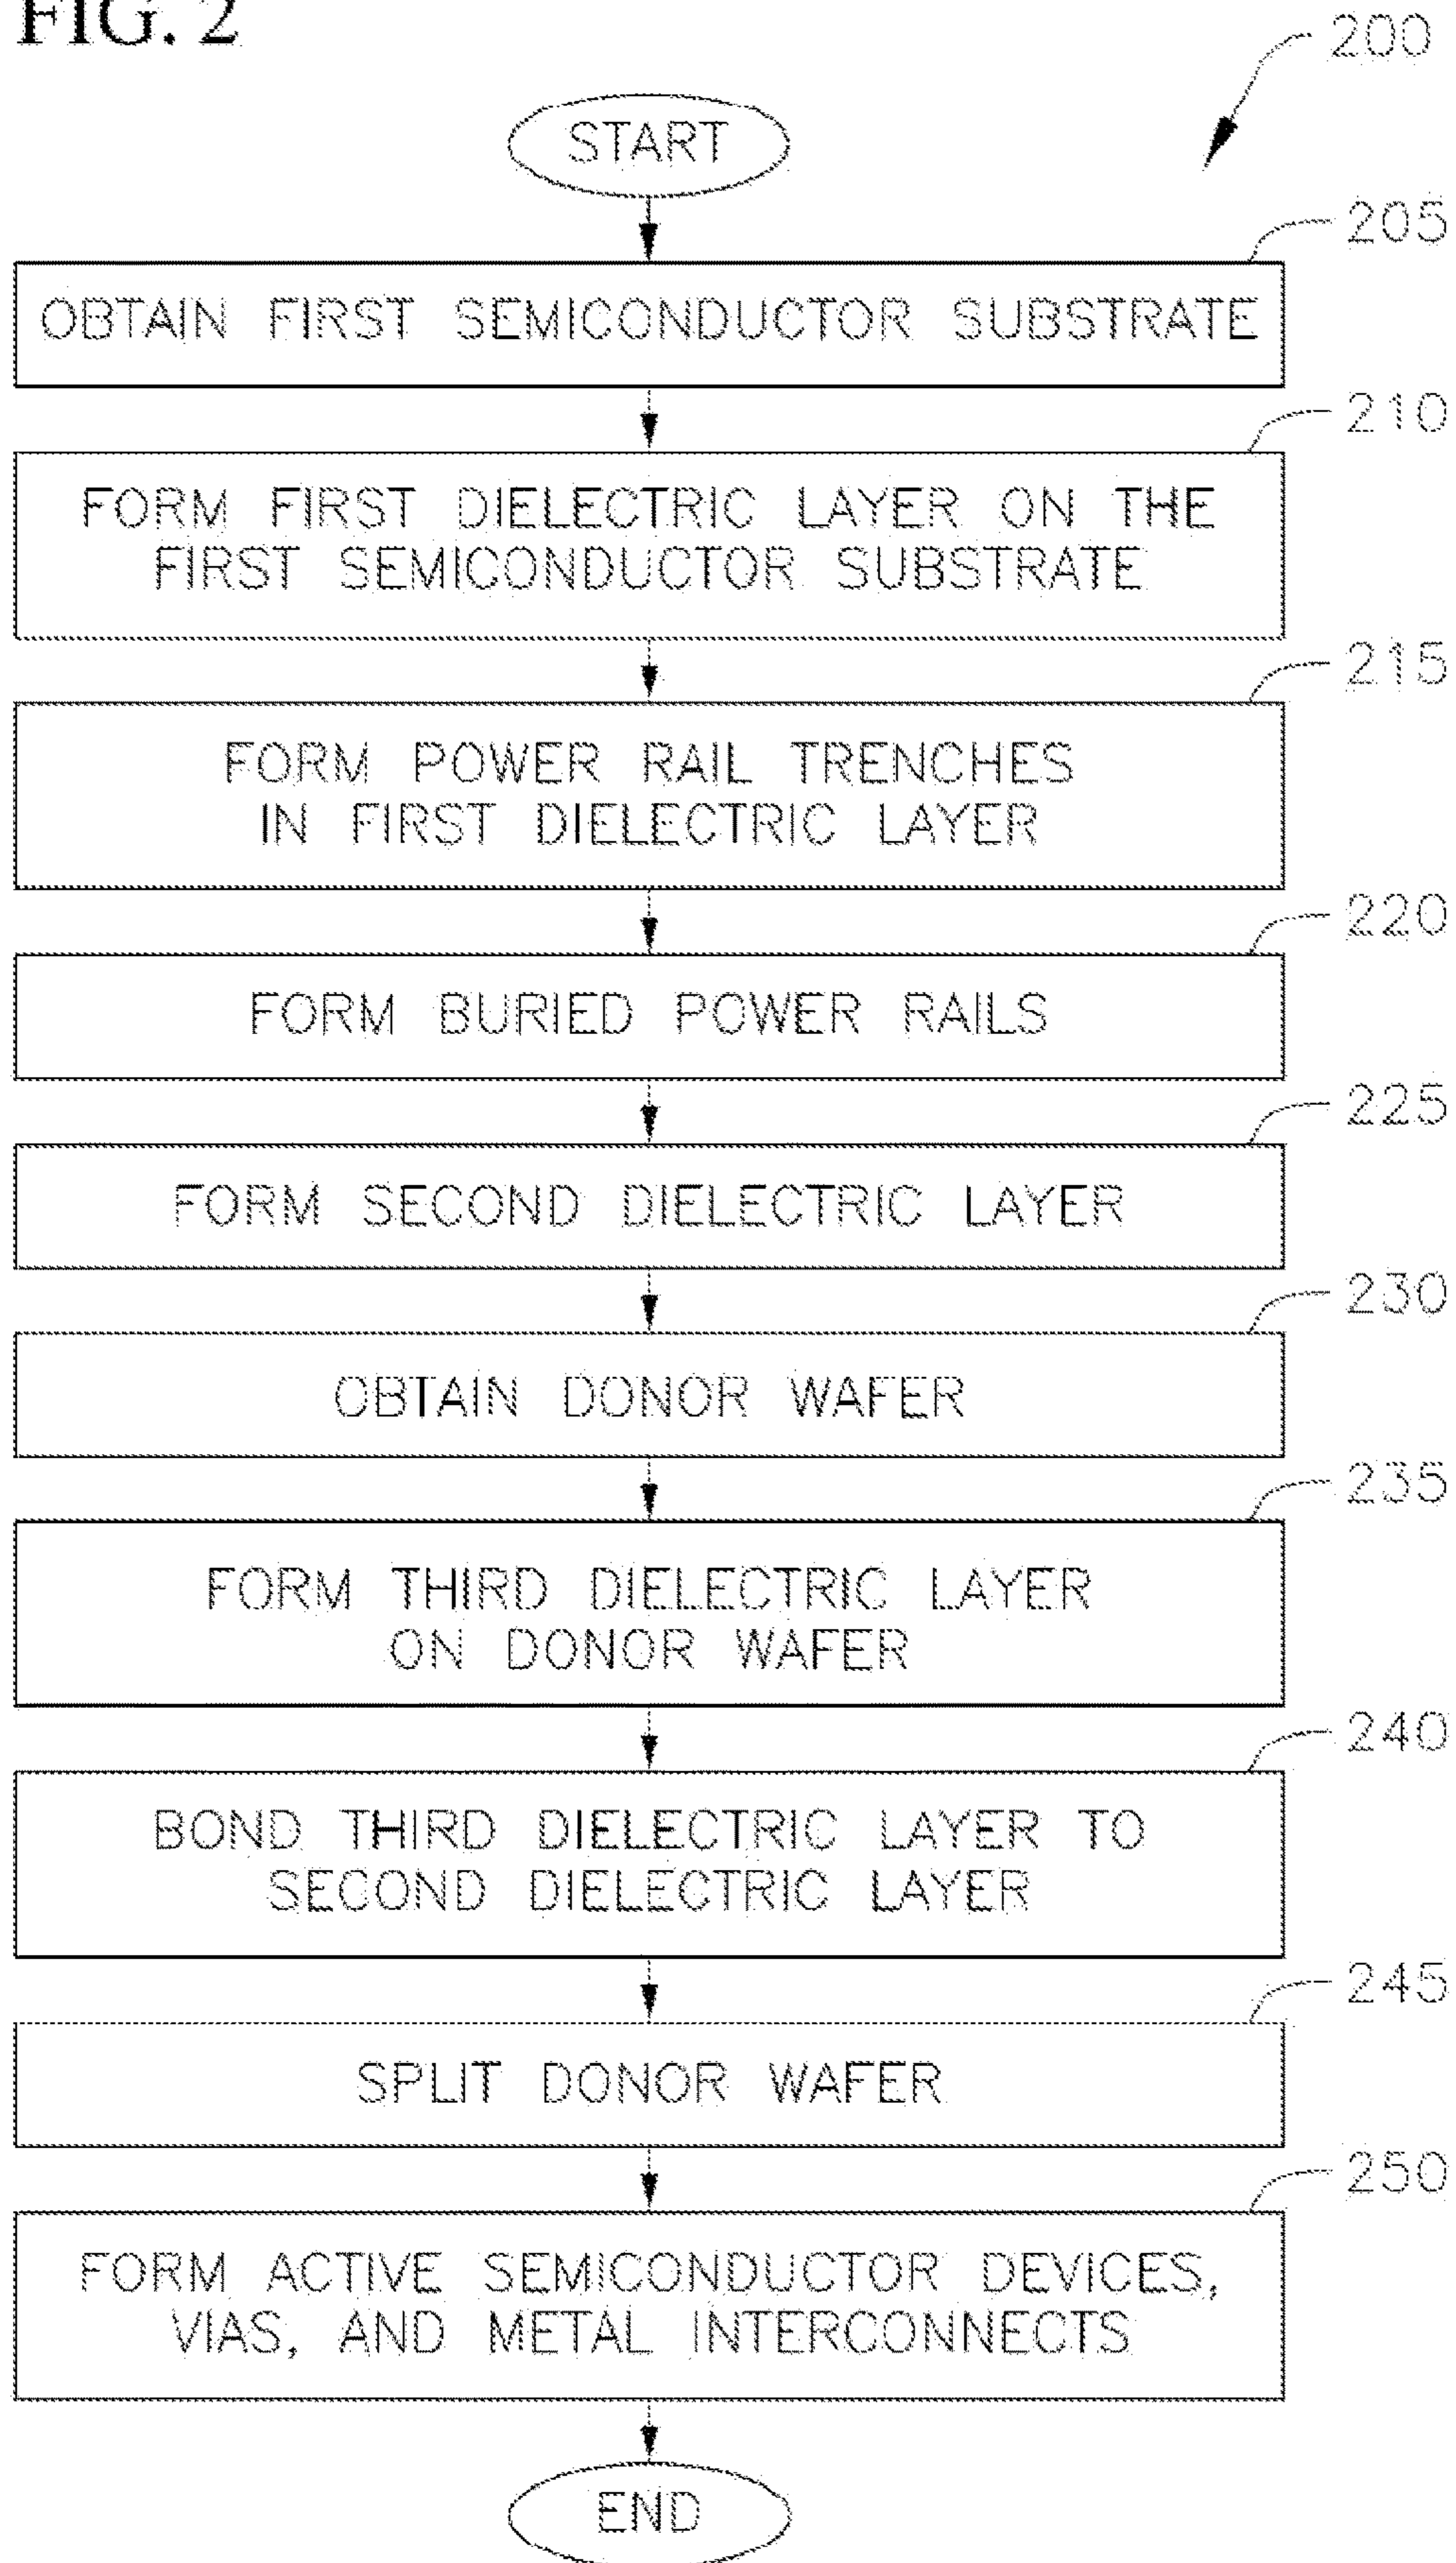 FIG. 2
200
START
205
OBTAIN FIRST SEMICONDUCTOR SUBSTRATE
210
FORM FIRST DIELECTRIC LAYER ON THE
FIRST SEMICONDUCTOR SUBSTRATE
215
FORM POWER RAIL TRENCHES
IN FIRST DIELECTRIC LAYER
220
FORM BURIED POWER RAILS
225
FORM SECOND DIELECTRIC LAYER
230
OBTAIN DONOR WAFER
235
FORM THIRD DIELECTRIC LAYER
ON DONOR WAFER
240
BOND THIRD DIELECTRIC LAYER TO
SECOND DIELECTRIC LAYER
245
SPLIT DONOR WAFER
250
FORM ACTIVE SEMICONDUCTOR DEVICES,
VIAS, AND METAL INTERCONNECTS
END